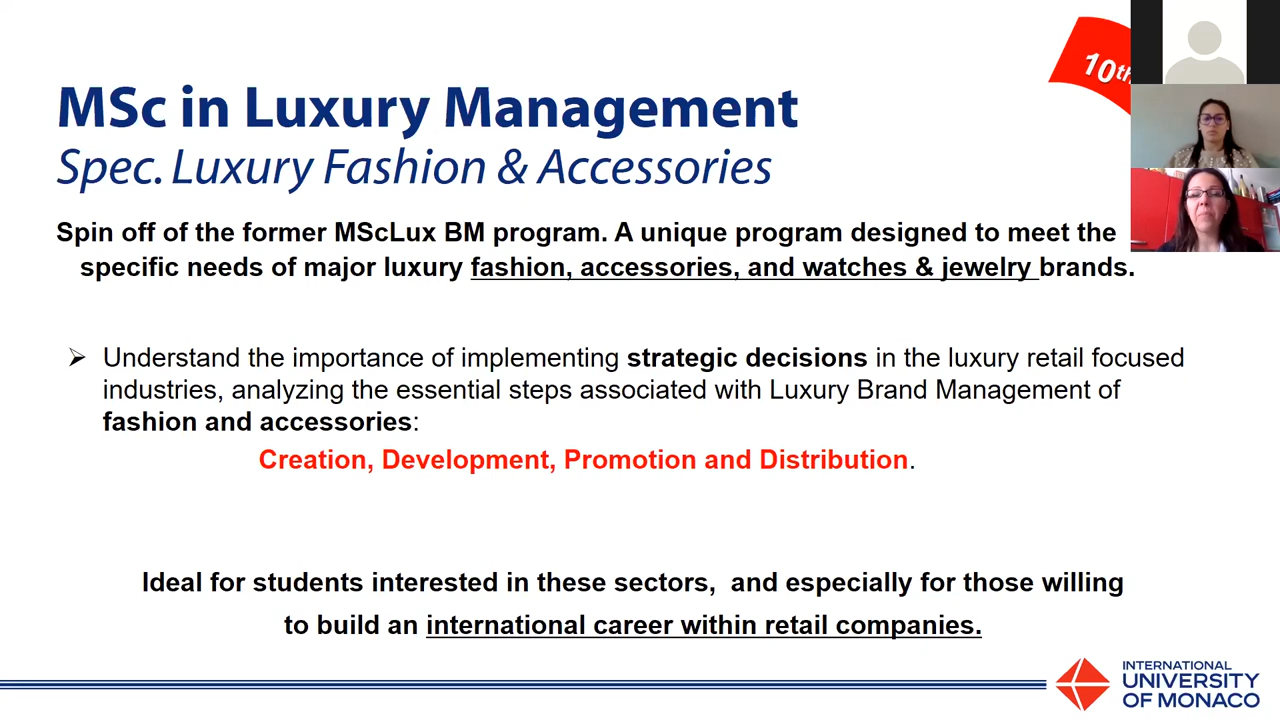 10th
MSc in Luxury Management
Spec. Luxury Fashion & Accessories
Spin off of the former MScLux BM program. A unique program designed to meet the
specific needs of major luxury fashion, accessories, and watches & jewelry brands.
Understand the importance of implementing strategic decisions in the luxury retail focused
industries, analyzing the essential steps associated with Luxury Brand Management of
fashion and accessories:
Creation, Development, Promotion and Distribution.
Ideal for students interested in these sectors, and especially for those willing
to build an international career within retail companies.
INTERNATIONAL
UNIVERSITY
OF MONACO